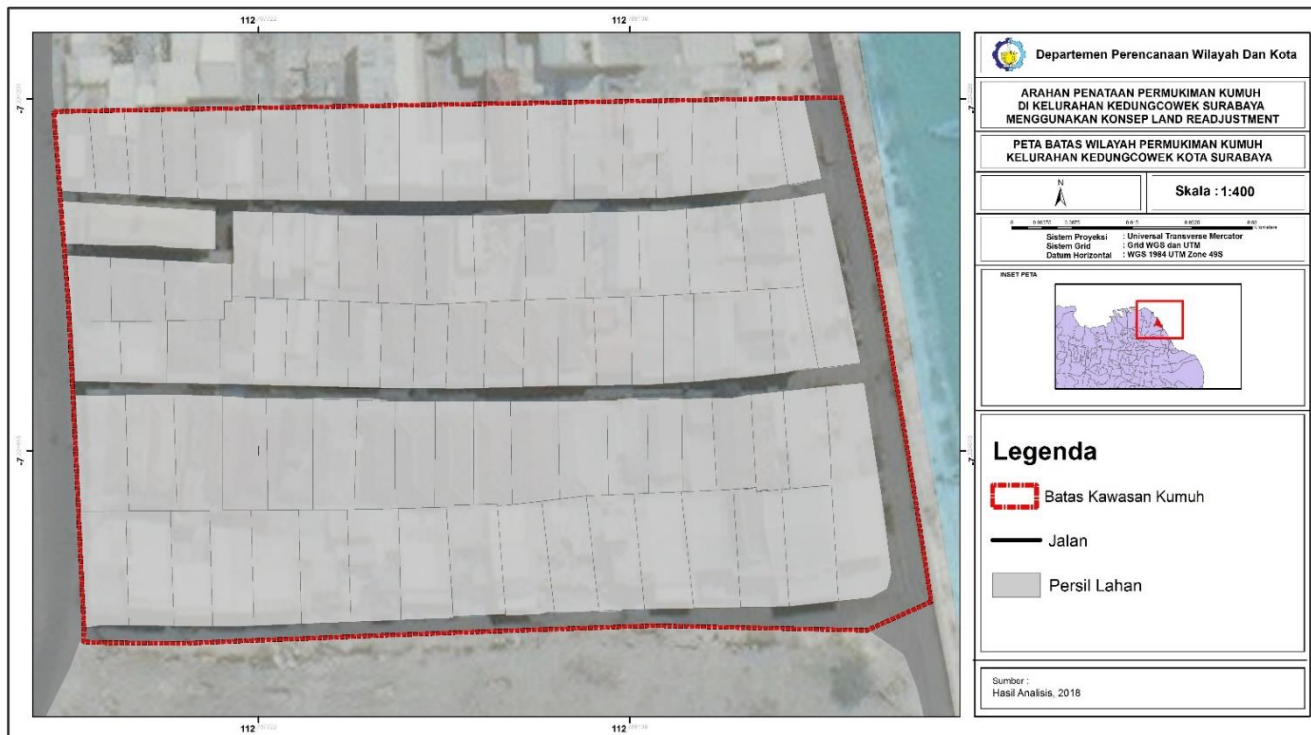 112
112
Departemen Perencanaan Wilayah Dan Kota
ARAHAN PENATAAN PERMUKIMAN KUMUH
DI KELURAHAN KEDUNGCOWEK SURABAYA
MENGGUNAKAN KONSEP LAND READJUSTMENT
PETA BATAS WILAYAH PERMUKIMAN KUMUH
KELURAHAN KEDUNGCOWEK KOTA SURABAYA
N
Skala : 1:400
Sistem Proyeksi : Universal Transverse Mercator
Sistem Grid : Grid WGS dan UTM
Datum Horizontal : WGS 1984 UTM Zone 49S
INSET PETA
Legenda
Batas Kawasan Kumuh
Jalan
Persil Lahan
Sumber :
Hasil Analisis, 2018
112
112